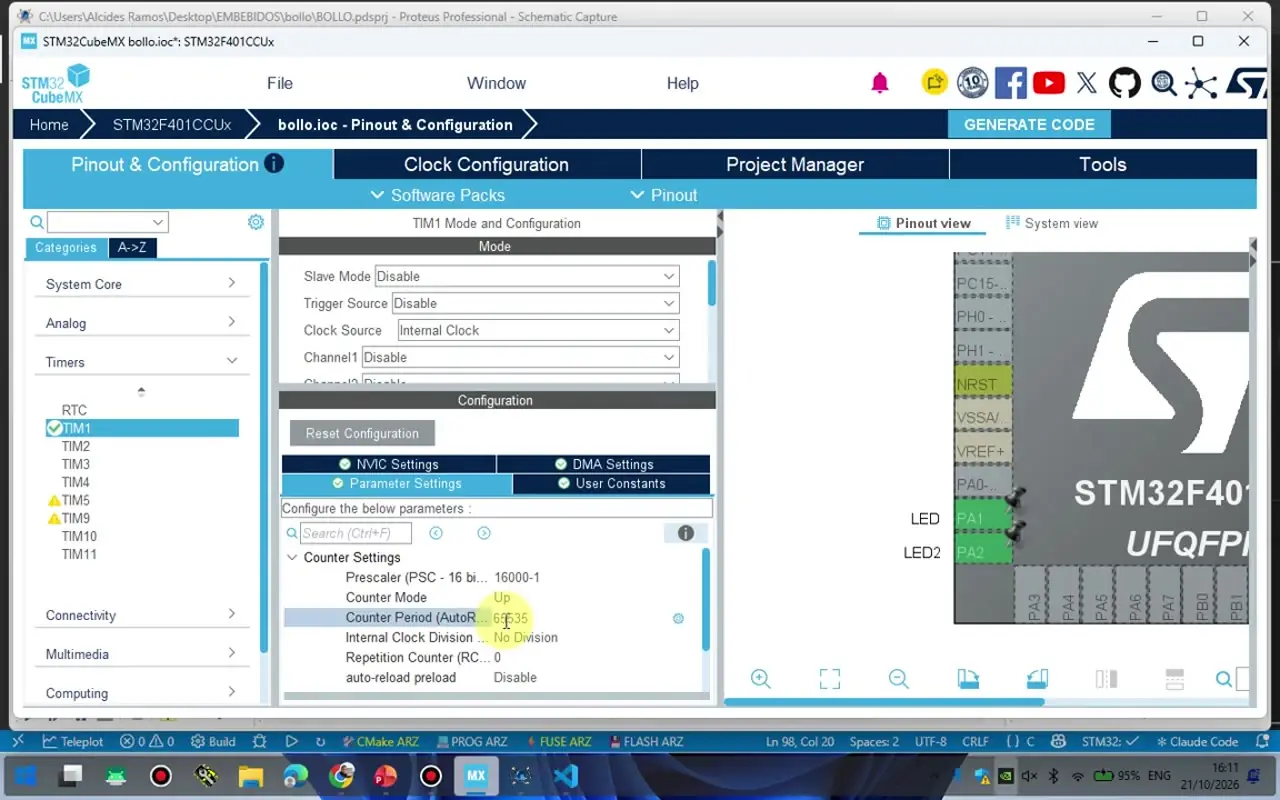 C:\Users\Alcides Ramos\Desktop\EMBEBIDOS\bollo\BOLLO.pdsprj - Proteus Professional - Schematic Capture
MX STM32CubeMX bollo.ioc*: STM32F401CCUx
STM32
CubeMX
File Window Help
Home STM32F401CCUx bollo.ioc - Pinout & Configuration GENERATE CODE
Pinout & Configuration Clock Configuration Project Manager Tools
Software Packs Pinout
TIM1 Mode and Configuration
Pinout view System view
Categories A->Z
Mode
System Core
Analog
Timers
RTC
TIM1
TIM2
TIM3
TIM4
TIM5
TIM9
TIM10
TIM11
Connectivity
Multimedia
Computing
Slave Mode Disable
Trigger Source Disable
Clock Source Internal Clock
Channel1 Disable
Configuration
Reset Configuration
NVIC Settings DMA Settings
Parameter Settings User Constants
Configure the below parameters :
Search (Ctrl+F)
Counter Settings
Prescaler (PSC - 16 bi... 16000-1
Counter Mode Up
Counter Period (AutoR... 65535
Internal Clock Division ... No Division
Repetition Counter (RC... 0
auto-reload preload Disable
PC15-..
PH0 - ..
PH1 - ..
NRST
VSSA/.
VREF+
PA0-..
LED PA1
LED2 PA2
PA3 PA4 PA5 PA6 PA7 PB0 PB1
STM32F401
UFQFP
Teleplot 0 0 Build CMake ARZ PROG ARZ FUSE ARZ FLASH ARZ Ln 98, Col 20 Spaces: 2 UTF-8 CRLF { } C STM32: Claude Code
MX 95% ENG 16:11
21/10/2026